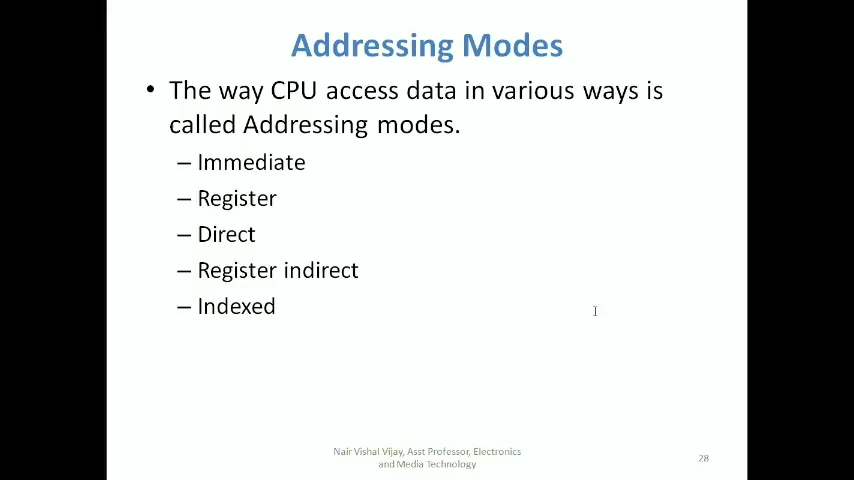 Addressing Modes
• The way CPU access data in various ways is
called Addressing modes.
– Immediate
– Register
– Direct
– Register indirect
– Indexed
Nair Vishal Vijay, Asst Professor, Electronics
and Media Technology
28